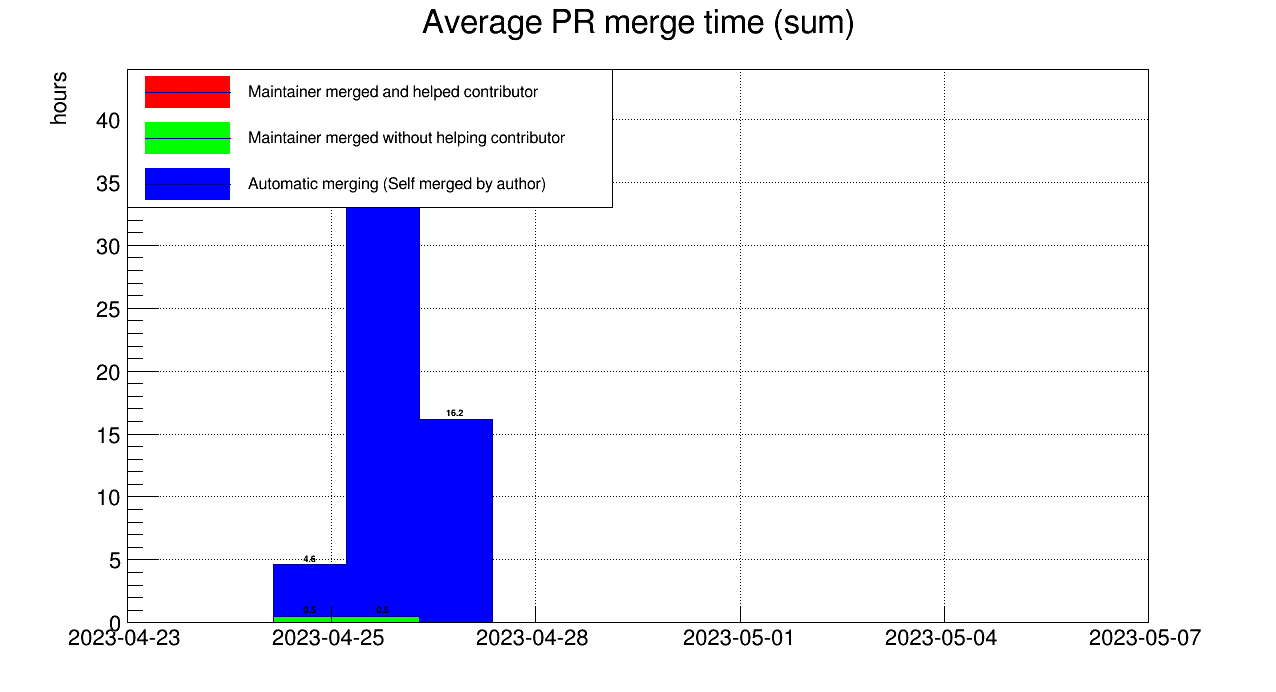 Average PR merge time (sum)
hours
Maintainer merged and helped contributor
Maintainer merged without helping contributor
Automatic merging (Self merged by author)
40
35
30
25
20
15
10
5
0
16.2
4.6
0.5 0.5
2023-04-23 2023-04-25 2023-04-28 2023-05-01 2023-05-04 2023-05-07